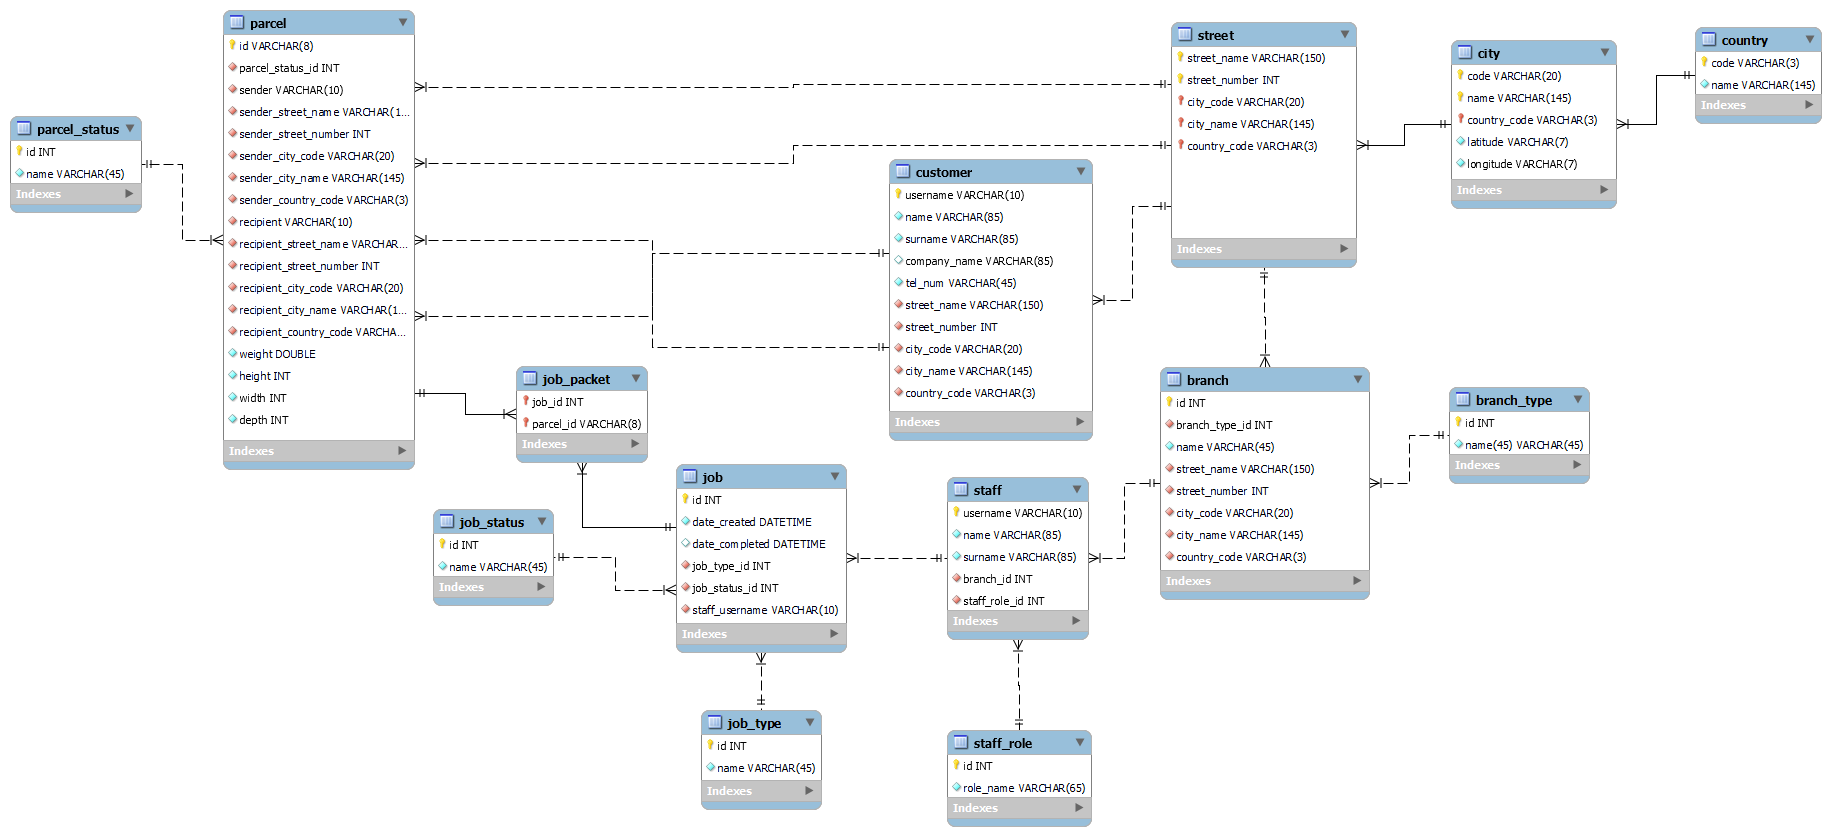 parcel
id VARCHAR(8)
parcel_status_id INT
sender VARCHAR(10)
sender_street_name VARCHAR(1...
sender_street_number INT
sender_city_code VARCHAR(20)
sender_city_name VARCHAR(145)
sender_country_code VARCHAR(3)
recipient VARCHAR(10)
recipient_street_name VARCHAR...
recipient_street_number INT
recipient_city_code VARCHAR(20)
recipient_city_name VARCHAR(1...
recipient_country_code VARCHA...
weight DOUBLE
height INT
width INT
depth INT
Indexes
parcel_status
id INT
name VARCHAR(45)
Indexes
street
street_name VARCHAR(150)
street_number INT
city_code VARCHAR(20)
city_name VARCHAR(145)
country_code VARCHAR(3)
Indexes
city
code VARCHAR(20)
name VARCHAR(145)
country_code VARCHAR(3)
latitude VARCHAR(7)
longitude VARCHAR(7)
Indexes
country
code VARCHAR(3)
name VARCHAR(145)
Indexes
customer
username VARCHAR(10)
name VARCHAR(85)
surname VARCHAR(85)
company_name VARCHAR(85)
tel_num VARCHAR(45)
street_name VARCHAR(150)
street_number INT
city_code VARCHAR(20)
city_name VARCHAR(145)
country_code VARCHAR(3)
Indexes
job_packet
job_id INT
parcel_id VARCHAR(8)
Indexes
branch
id INT
branch_type_id INT
name VARCHAR(45)
street_name VARCHAR(150)
street_number INT
city_code VARCHAR(20)
city_name VARCHAR(145)
country_code VARCHAR(3)
Indexes
branch_type
id INT
name(45) VARCHAR(45)
Indexes
job
id INT
date_created DATETIME
date_completed DATETIME
job_type_id INT
job_status_id INT
staff_username VARCHAR(10)
Indexes
staff
username VARCHAR(10)
name VARCHAR(85)
surname VARCHAR(85)
branch_id INT
staff_role_id INT
Indexes
job_status
id INT
name VARCHAR(45)
Indexes
job_type
id INT
name VARCHAR(45)
Indexes
staff_role
id INT
role_name VARCHAR(65)
Indexes